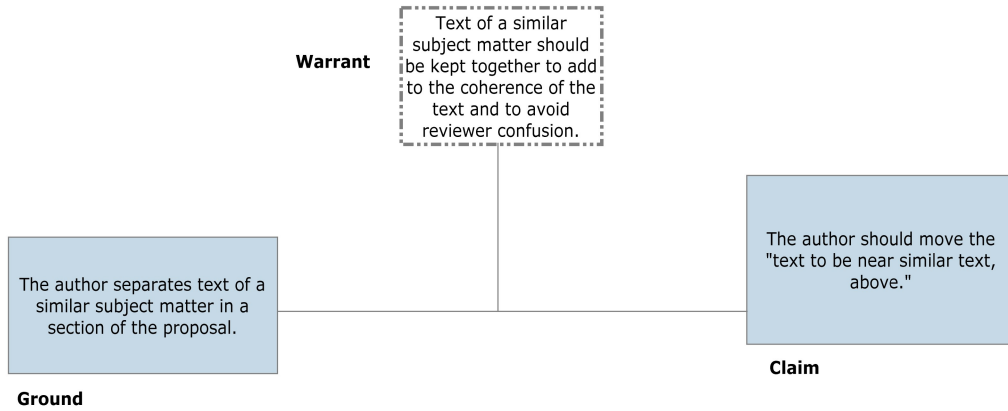 Warrant
Text of a similar
subject matter should
be kept together to add
to the coherence of the
text and to avoid
reviewer confusion.
The author separates text of a
similar subject matter in a
section of the proposal.
Ground
The author should move the
"text to be near similar text,
above."
Claim